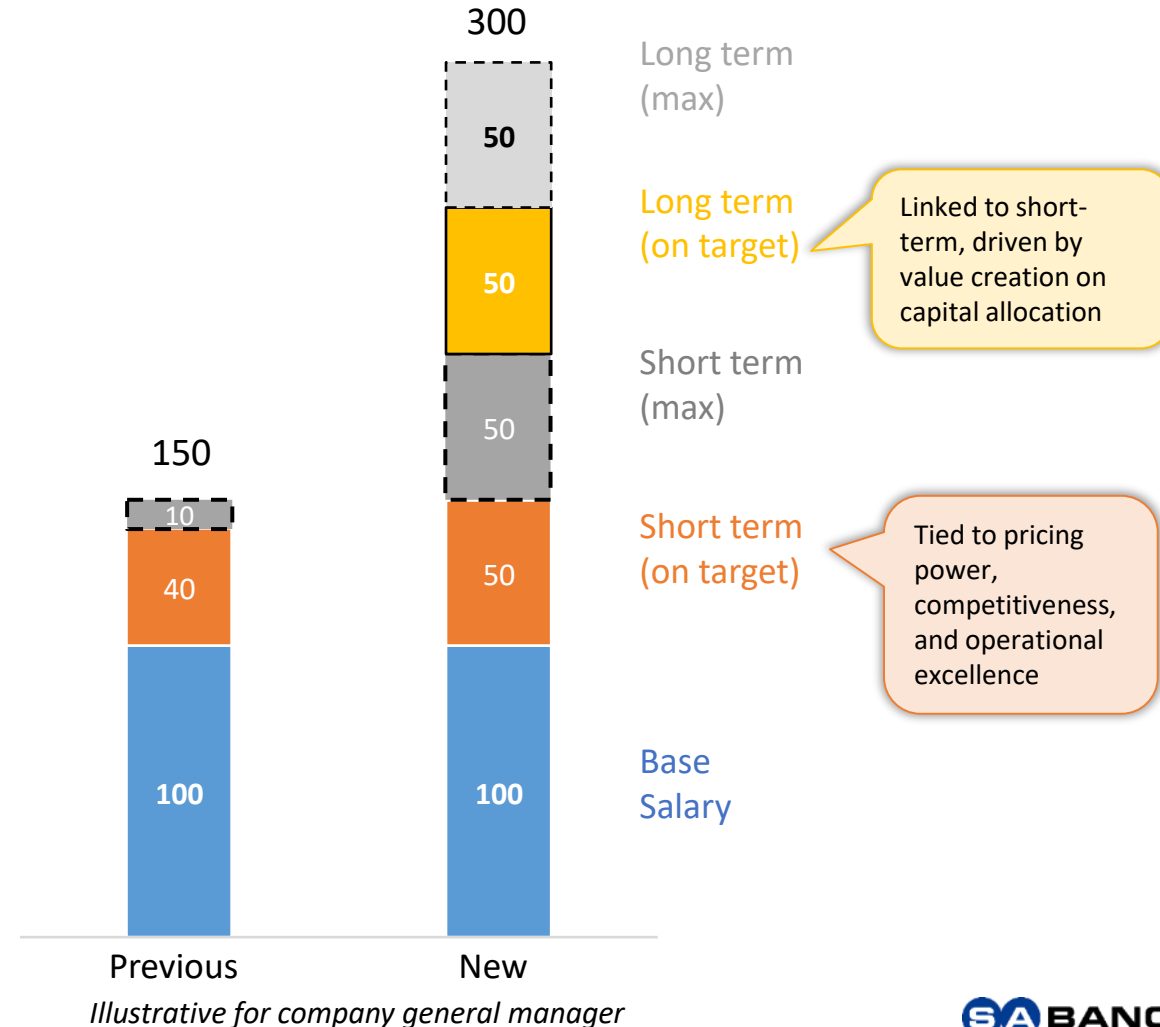 300
Long term
(max)
50
Long term
(on target)
Linked to short-
term, driven by
value creation on
capital allocation
50
Short term
(max)
50
150
10
Short term
(on target)
Tied to pricing
power,
competitiveness,
and operational
excellence
40
50
Base
Salary
100
100
Previous
New
Illustrative for company general manager
SABANC